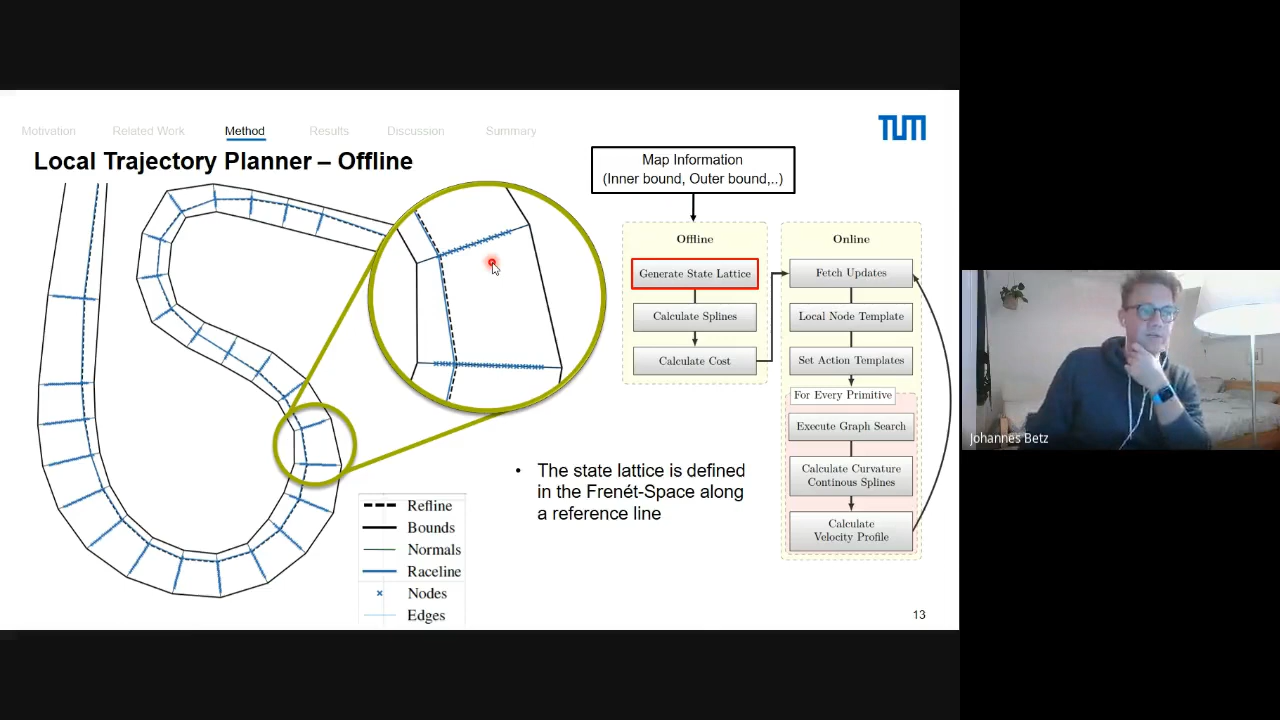 Motivation Related Work Method Results Discussion Summary
TUM
Local Trajectory Planner – Offline
Map Information
(Inner bound, Outer bound,..)
Offline
Generate State Lattice
Calculate Splines
Calculate Cost
Online
Fetch Updates
Local Node Template
Set Action Templates
For Every Primitive
Execute Graph Search
Calculate Curvature
Continous Splines
Calculate
Velocity Profile
• The state lattice is defined
in the Frenét-Space along
a reference line
Refline
Bounds
Normals
Raceline
Nodes
Edges
13
Johannes Betz